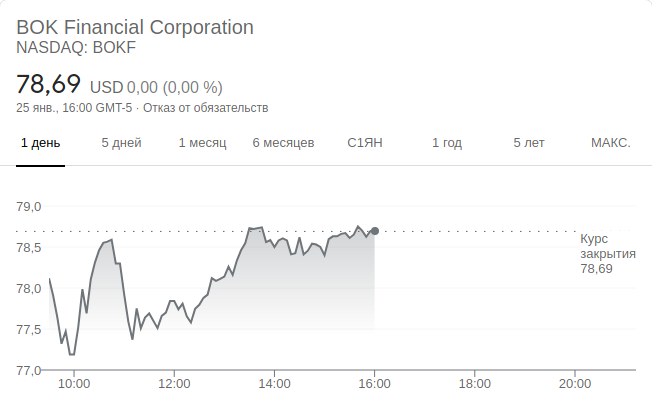 BOK Financial Corporation
NASDAQ: BOKF
78,69 USD 0,00 (0,00 %)
25 янв., 16:00 GMT-5 · Отказ от обязательств
1 день 5 дней 1 месяц 6 месяцев С1ЯН 1 год 5 лет МАКС.
79,0
78,5
78,0
77,5
77,0
Курс
закрытия
78,69
10:00 12:00 14:00 16:00 18:00 20:00